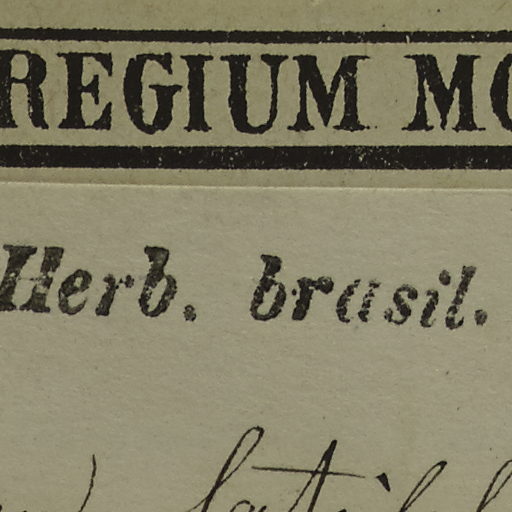 REGIUM MO
Herb. brasil.